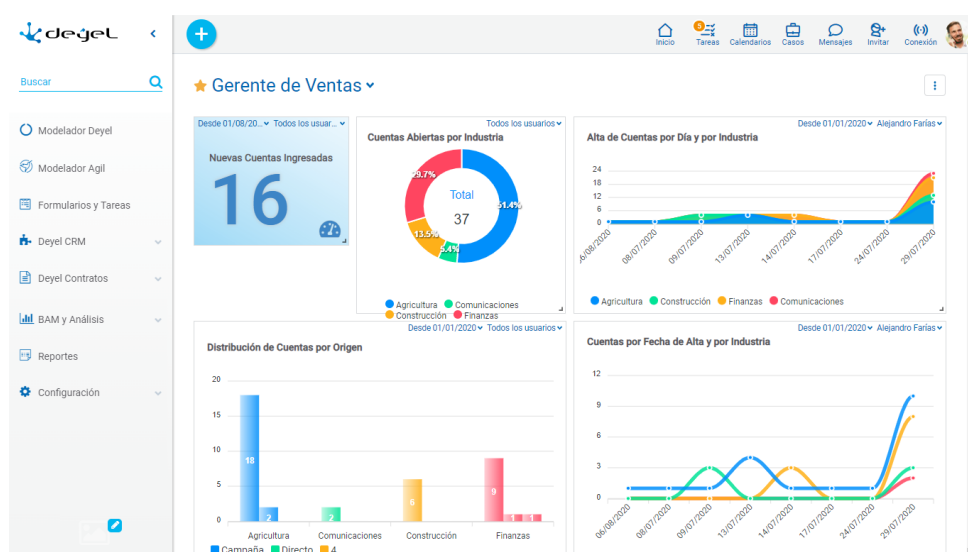 deyel
Inicio
9
Tareas
Calendarios
Casos
Mensajes
Invitar
Conexión
Buscar
Gerente de Ventas
Modelador Deyel
Modelador Agil
Formularios y Tareas
Deyel CRM
Deyel Contratos
BAM y Análisis
Reportes
Configuración
Desde 01/08/20... Todos los usuar...
Nuevas Cuentas Ingresadas
16
Todos los usuarios
Cuentas Abiertas por Industria
29.7%
51.4%
13.5%
5.4%
Total
37
Agricultura Comunicaciones
Construcción Finanzas
Desde 01/01/2020 Alejandro Farías
Alta de Cuentas por Día y por Industria
24
18
12
6
0
08/07/2020
09/07/2020
13/07/2020
14/07/2020
17/07/2020
24/07/2020
29/07/2020
Agricultura Construcción Finanzas Comunicaciones
Desde 01/01/2020 Todos los usuarios
Distribución de Cuentas por Origen
20
15
10
5
0
18
2
2
6
9
1
1
Agricultura Comunicaciones Construcción Finanzas
Campaña Directo 4
Desde 01/01/2020 Alejandro Farías
Cuentas por Fecha de Alta y por Industria
12
9
6
3
0
06/08/2020
08/07/2020
09/07/2020
13/07/2020
14/07/2020
17/07/2020
24/07/2020
29/07/2020